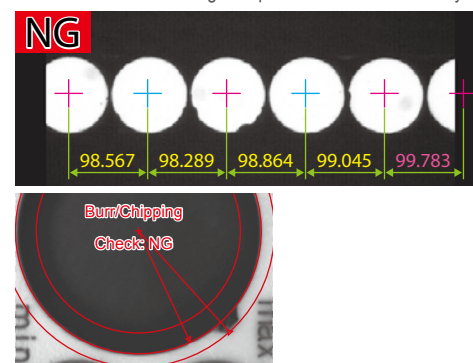 NG
98.567 98.289 98.864 99.045 99.783
Burr/Chipping
Check: NG
min
max